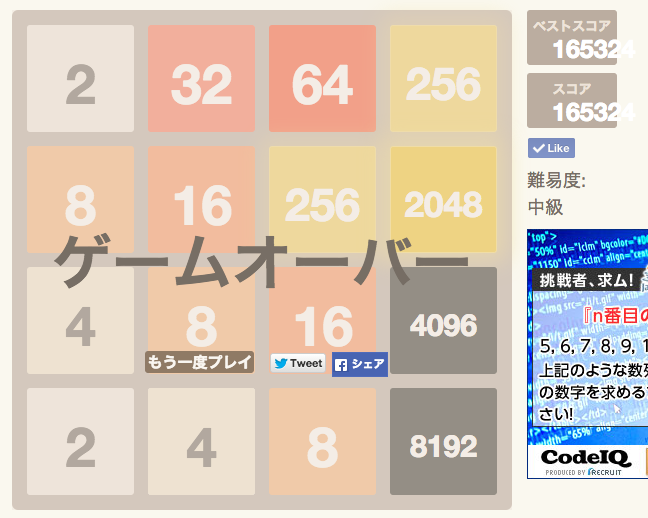 2 32 64 256
8 16 256 2048
ゲームオーバー
4 8 16 4096
もう一度プレイ Tweet シェア
2 4 8 8192
ベストスコア
165324
スコア
165324
Like
難易度:
中級
top">
挑戦者、求ム!
『n番目の
5, 6, 7, 8, 9, 1
上記のような数列
の数字を求める
さい!
CodeIQ
PRODUCED BY RECRUIT